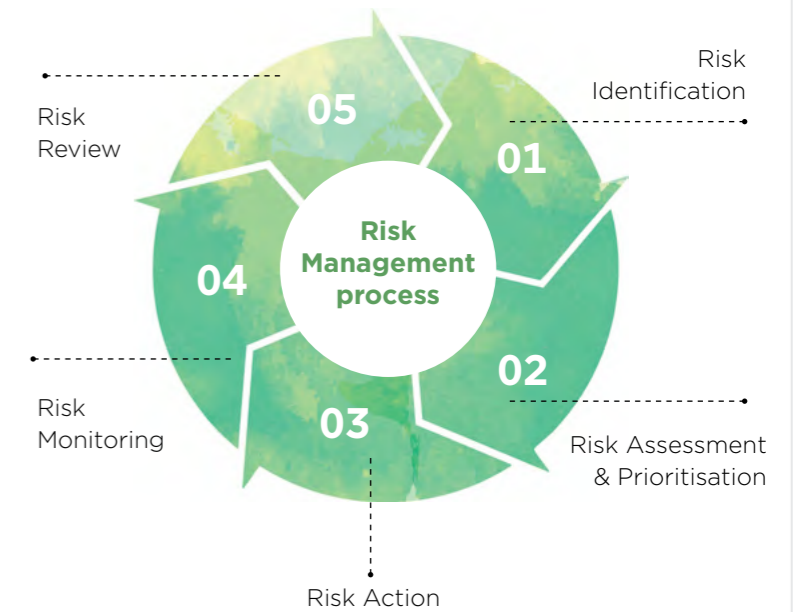 Risk
Management
process
01
Risk
Identification
02
Risk Assessment
& Prioritisation
03
Risk Action
04
Risk
Monitoring
05
Risk
Review